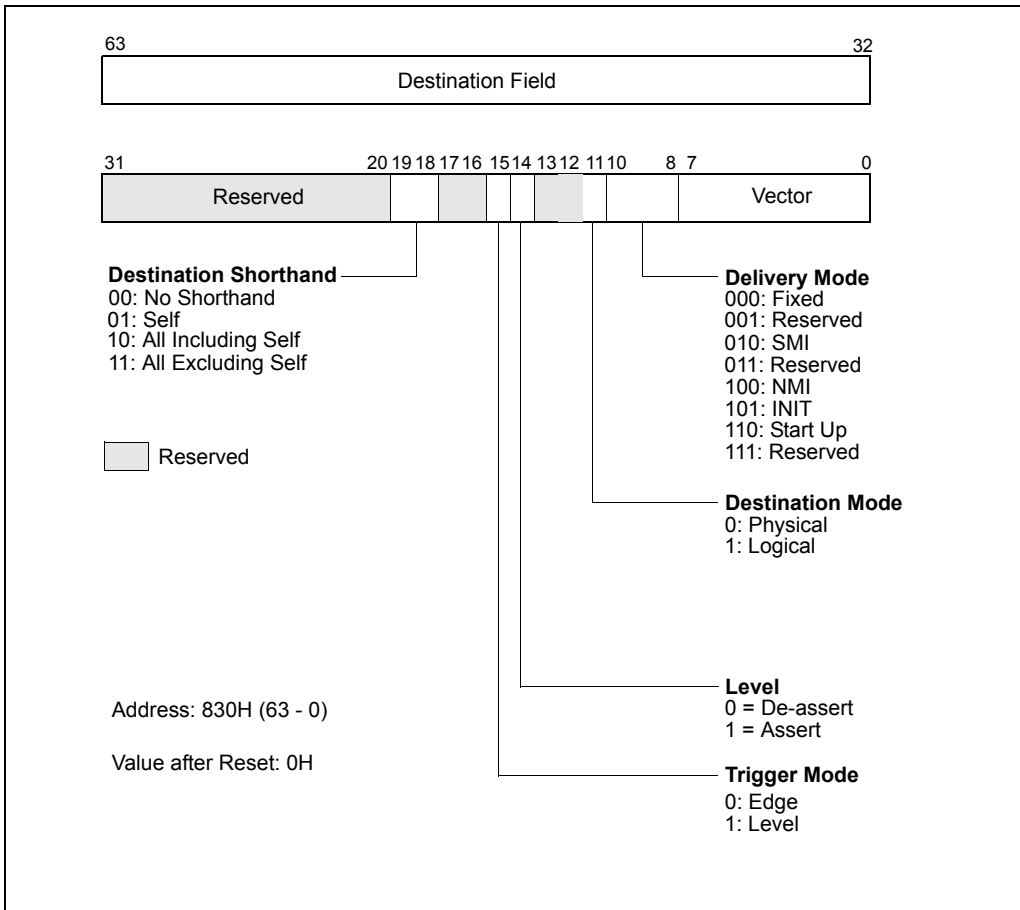 63 32
Destination Field
31 20 19 18 17 16 15 14 13 12 11 10 8 7 0
Reserved Vector
Destination Shorthand
00: No Shorthand
01: Self
10: All Including Self
11: All Excluding Self
Delivery Mode
000: Fixed
001: Reserved
010: SMI
011: Reserved
100: NMI
101: INIT
110: Start Up
111: Reserved
Reserved
Destination Mode
0: Physical
1: Logical
Level
0 = De-assert
1 = Assert
Address: 830H (63 - 0)
Value after Reset: 0H
Trigger Mode
0: Edge
1: Level